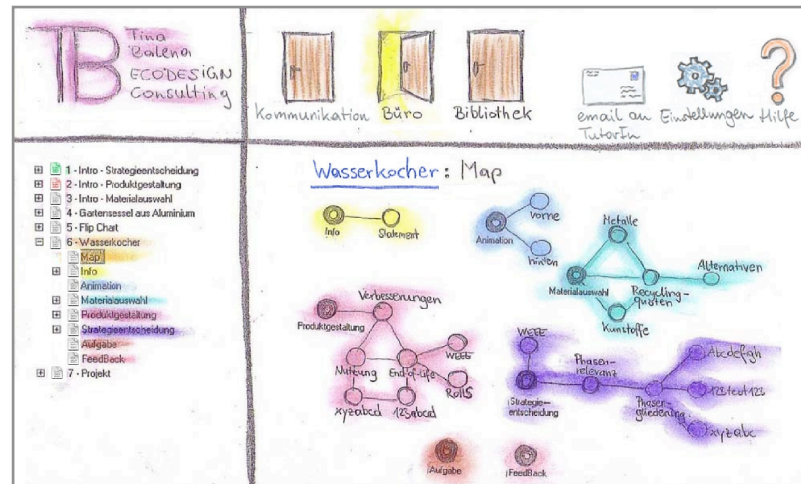 TB
Tina
Balena
ECODESIGN
Consulting
Kommunikation
Büro
Bibliothek
email an
TutorIn
Einstellungen
Hilfe
1 - Intro - Strategieentscheidung
2 - Intro - Produktgestaltung
3 - Intro - Materialauswahl
4 - Gartensessel aus Aluminium
5 - Flip Chart
6 - Wasserkocher
Map
Info
Animation
Materialauswahl
Produktgestaltung
Strategieentscheidung
Aufgabe
FeedBack
7 - Projekt
Wasserkocher: Map
Info
Statement
Animation
vorne
hinten
Metalle
Materialauswahl
Recycling-
quoten
Alternativen
Kunstoffe
Verbesserungen
Produktgestaltung
Nutzung
End-of-Life
WEEE
RoHS
xyzabcd
123abcd
WEEE
Phasen-
relevanz
Strategie-
entscheidung
Phasen-
gliederung
Abcdefgh
123test123
xyzabc
Aufgabe
FeedBack